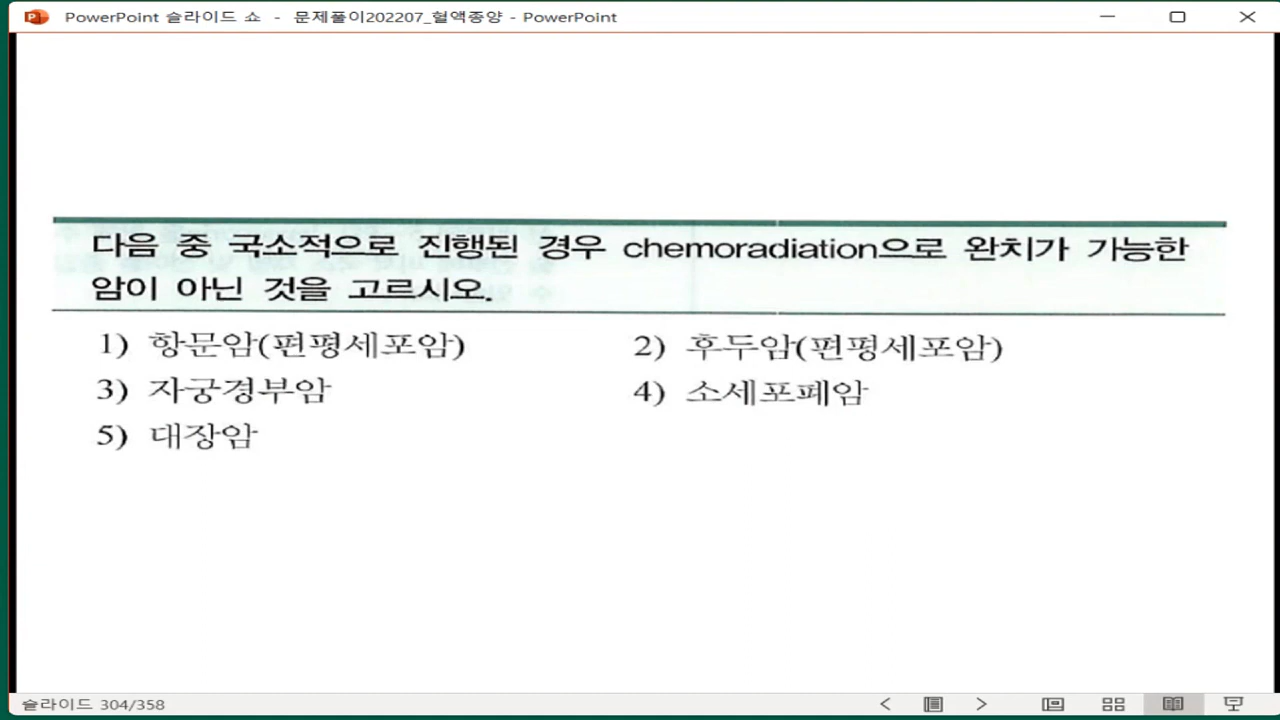 PowerPoint 슬라이드 쇼 - 문제풀이202207_혈액종양 - PowerPoint
다음 중 국소적으로 진행된 경우 chemoradiation으로 완치가 가능한
암이 아닌 것을 고르시오.
1) 항문암(편평세포암)
2) 후두암(편평세포암)
3) 자궁경부암
4) 소세포폐암
5) 대장암
슬라이드 304/358